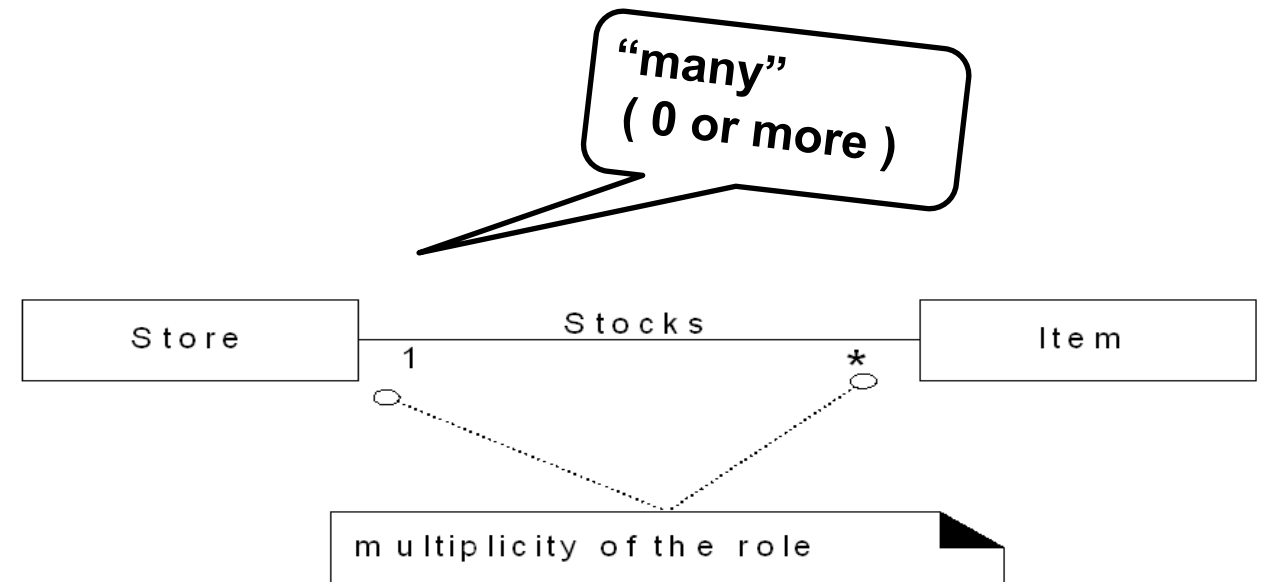 “many”
( 0 or more )
Stocks
Store
Item
1
*
multiplicity of the role